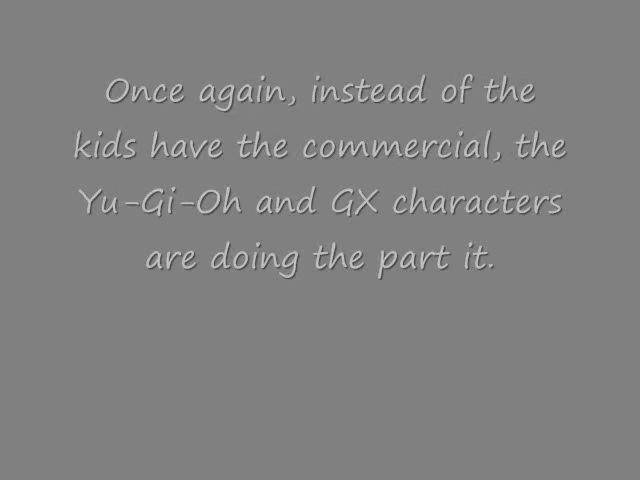 Once again, instead of the
kids have the commercial, the
Yu-Gi-Oh and GX characters
are doing the part it.